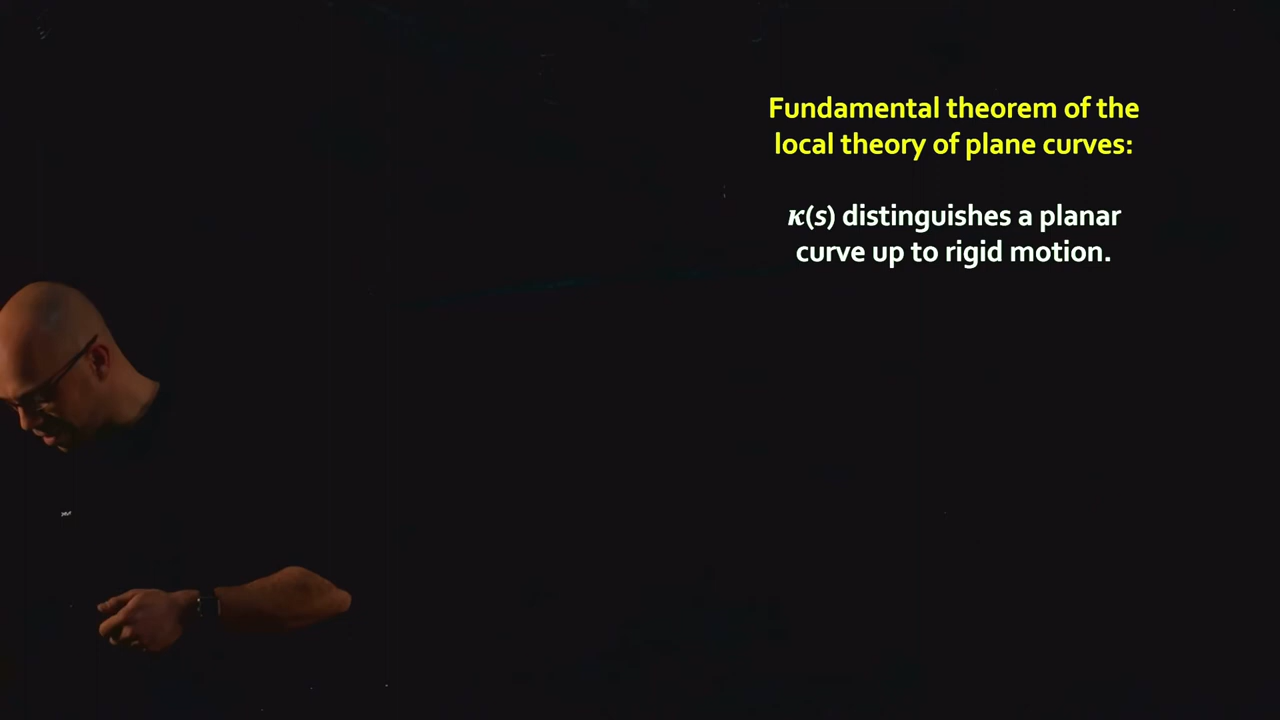 Fundamental theorem of the
local theory of plane curves:
κ(s) distinguishes a planar
curve up to rigid motion.